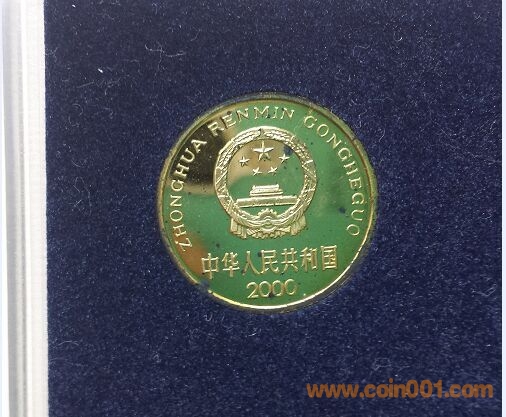 ZHONGHUA RENMIN GONGHEGUO
中华人民共和国
2000
www.coin001.com